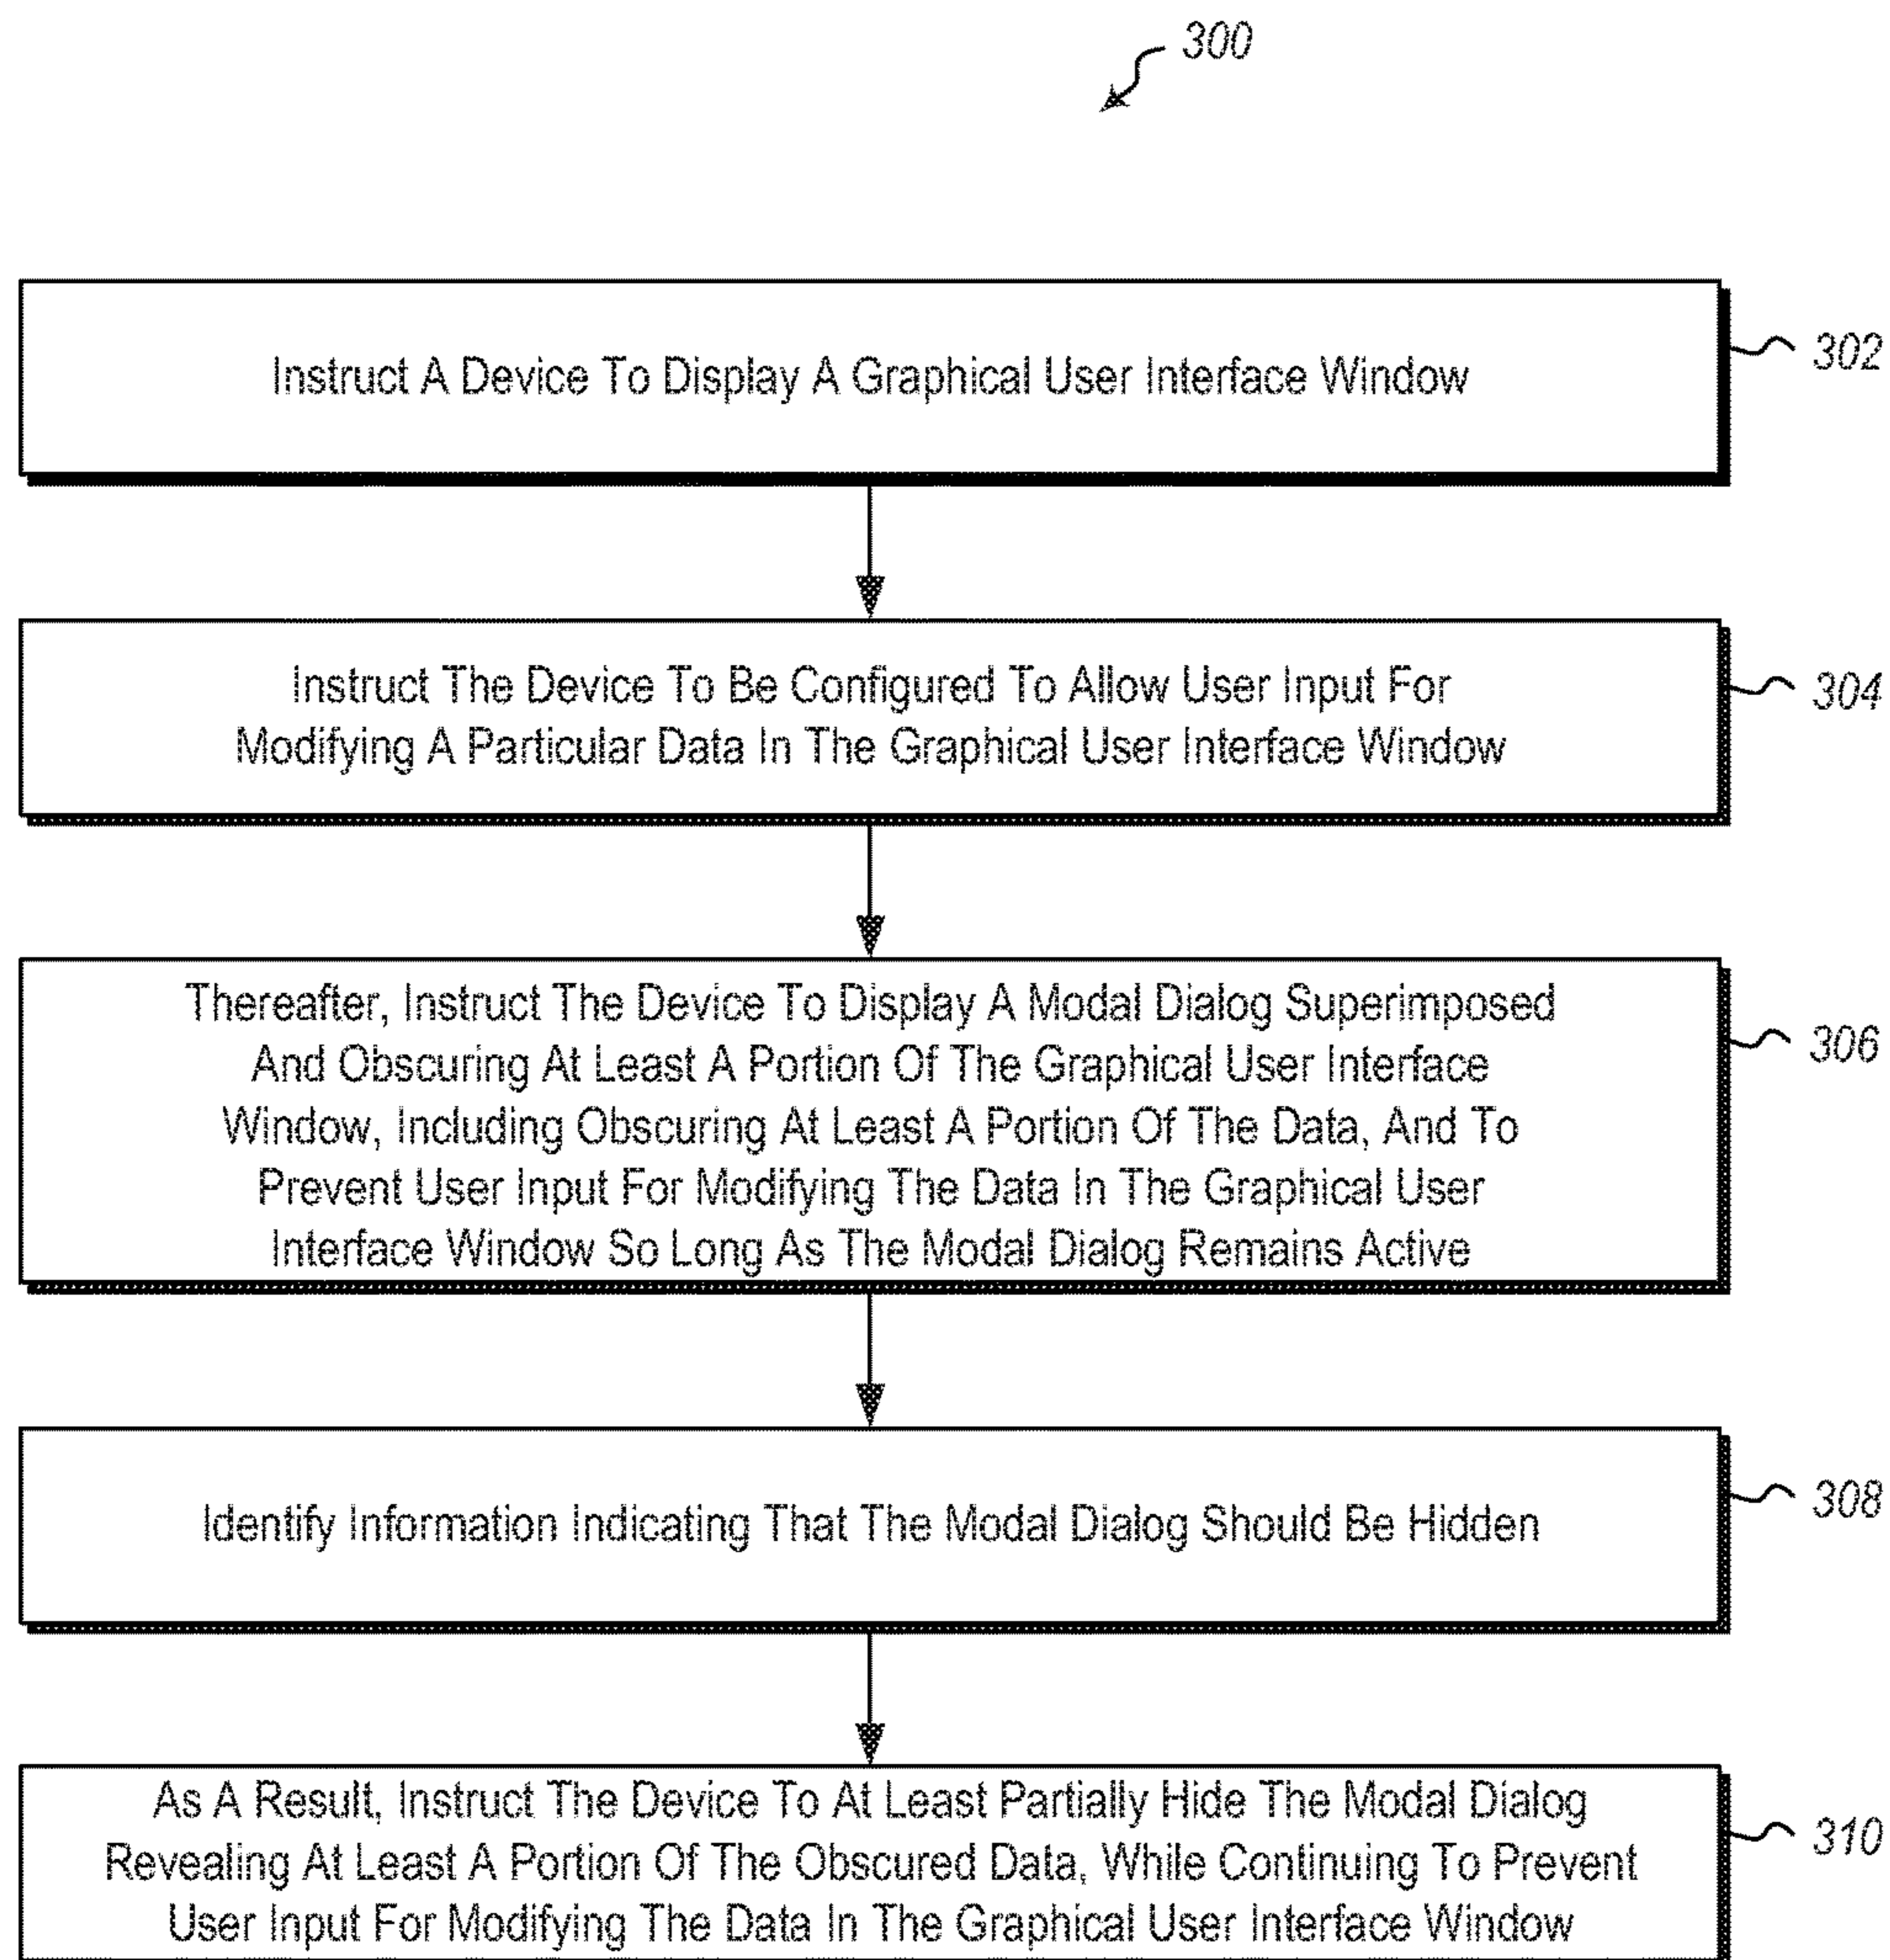 300
Instruct A Device To Display A Graphical User Interface Window
302
Instruct The Device To Be Configured To Allow User Input For
Modifying A Particular Data In The Graphical User Interface Window
304
Thereafter, Instruct The Device To Display A Modal Dialog Superimposed
And Obscuring At Least A Portion Of The Graphical User Interface
Window, Including Obscuring At Least A Portion Of The Data, And To
Prevent User Input For Modifying The Data In The Graphical User
Interface Window So Long As The Modal Dialog Remains Active
306
Identify Information Indicating That The Modal Dialog Should Be Hidden
308
As A Result, Instruct The Device To At Least Partially Hide The Modal Dialog
Revealing At Least A Portion Of The Obscured Data, While Continuing To Prevent
User Input For Modifying The Data In The Graphical User Interface Window
310